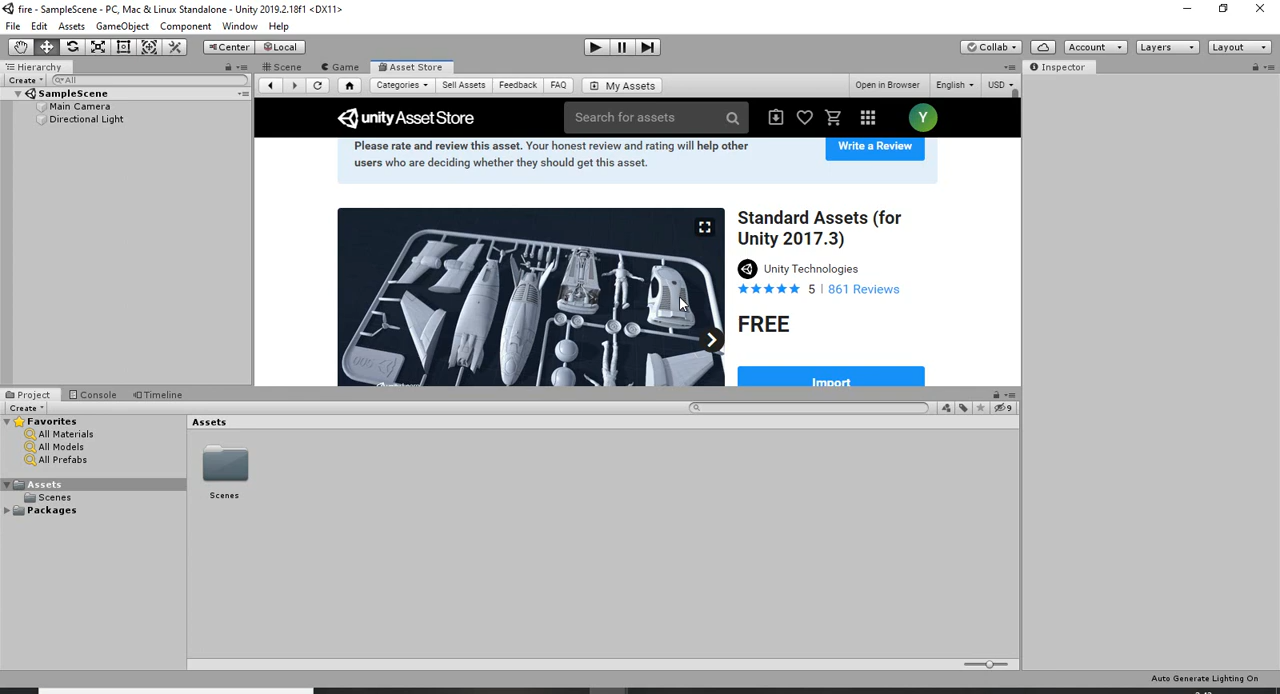 fire - SampleScene - PC, Mac & Linux Standalone - Unity 2019.2.18f1 <DX11>
File Edit Assets GameObject Component Window Help
Center Local Collab Account Layers Layout
Hierarchy Scene Game Asset Store Inspector
Create All Categories Sell Assets Feedback FAQ My Assets Open in Browser English USD
SampleScene
Main Camera
Directional Light
unity Asset Store Search for assets Y
Please rate and review this asset. Your honest review and rating will help other
users who are deciding whether they should get this asset.
Write a Review
Standard Assets (for
Unity 2017.3)
Unity Technologies
5 | 861 Reviews
FREE
Import
Project Console Timeline
Create 9
Favorites
All Materials
All Models
All Prefabs
Assets
Scenes
Packages
Assets
Scenes
Auto Generate Lighting On